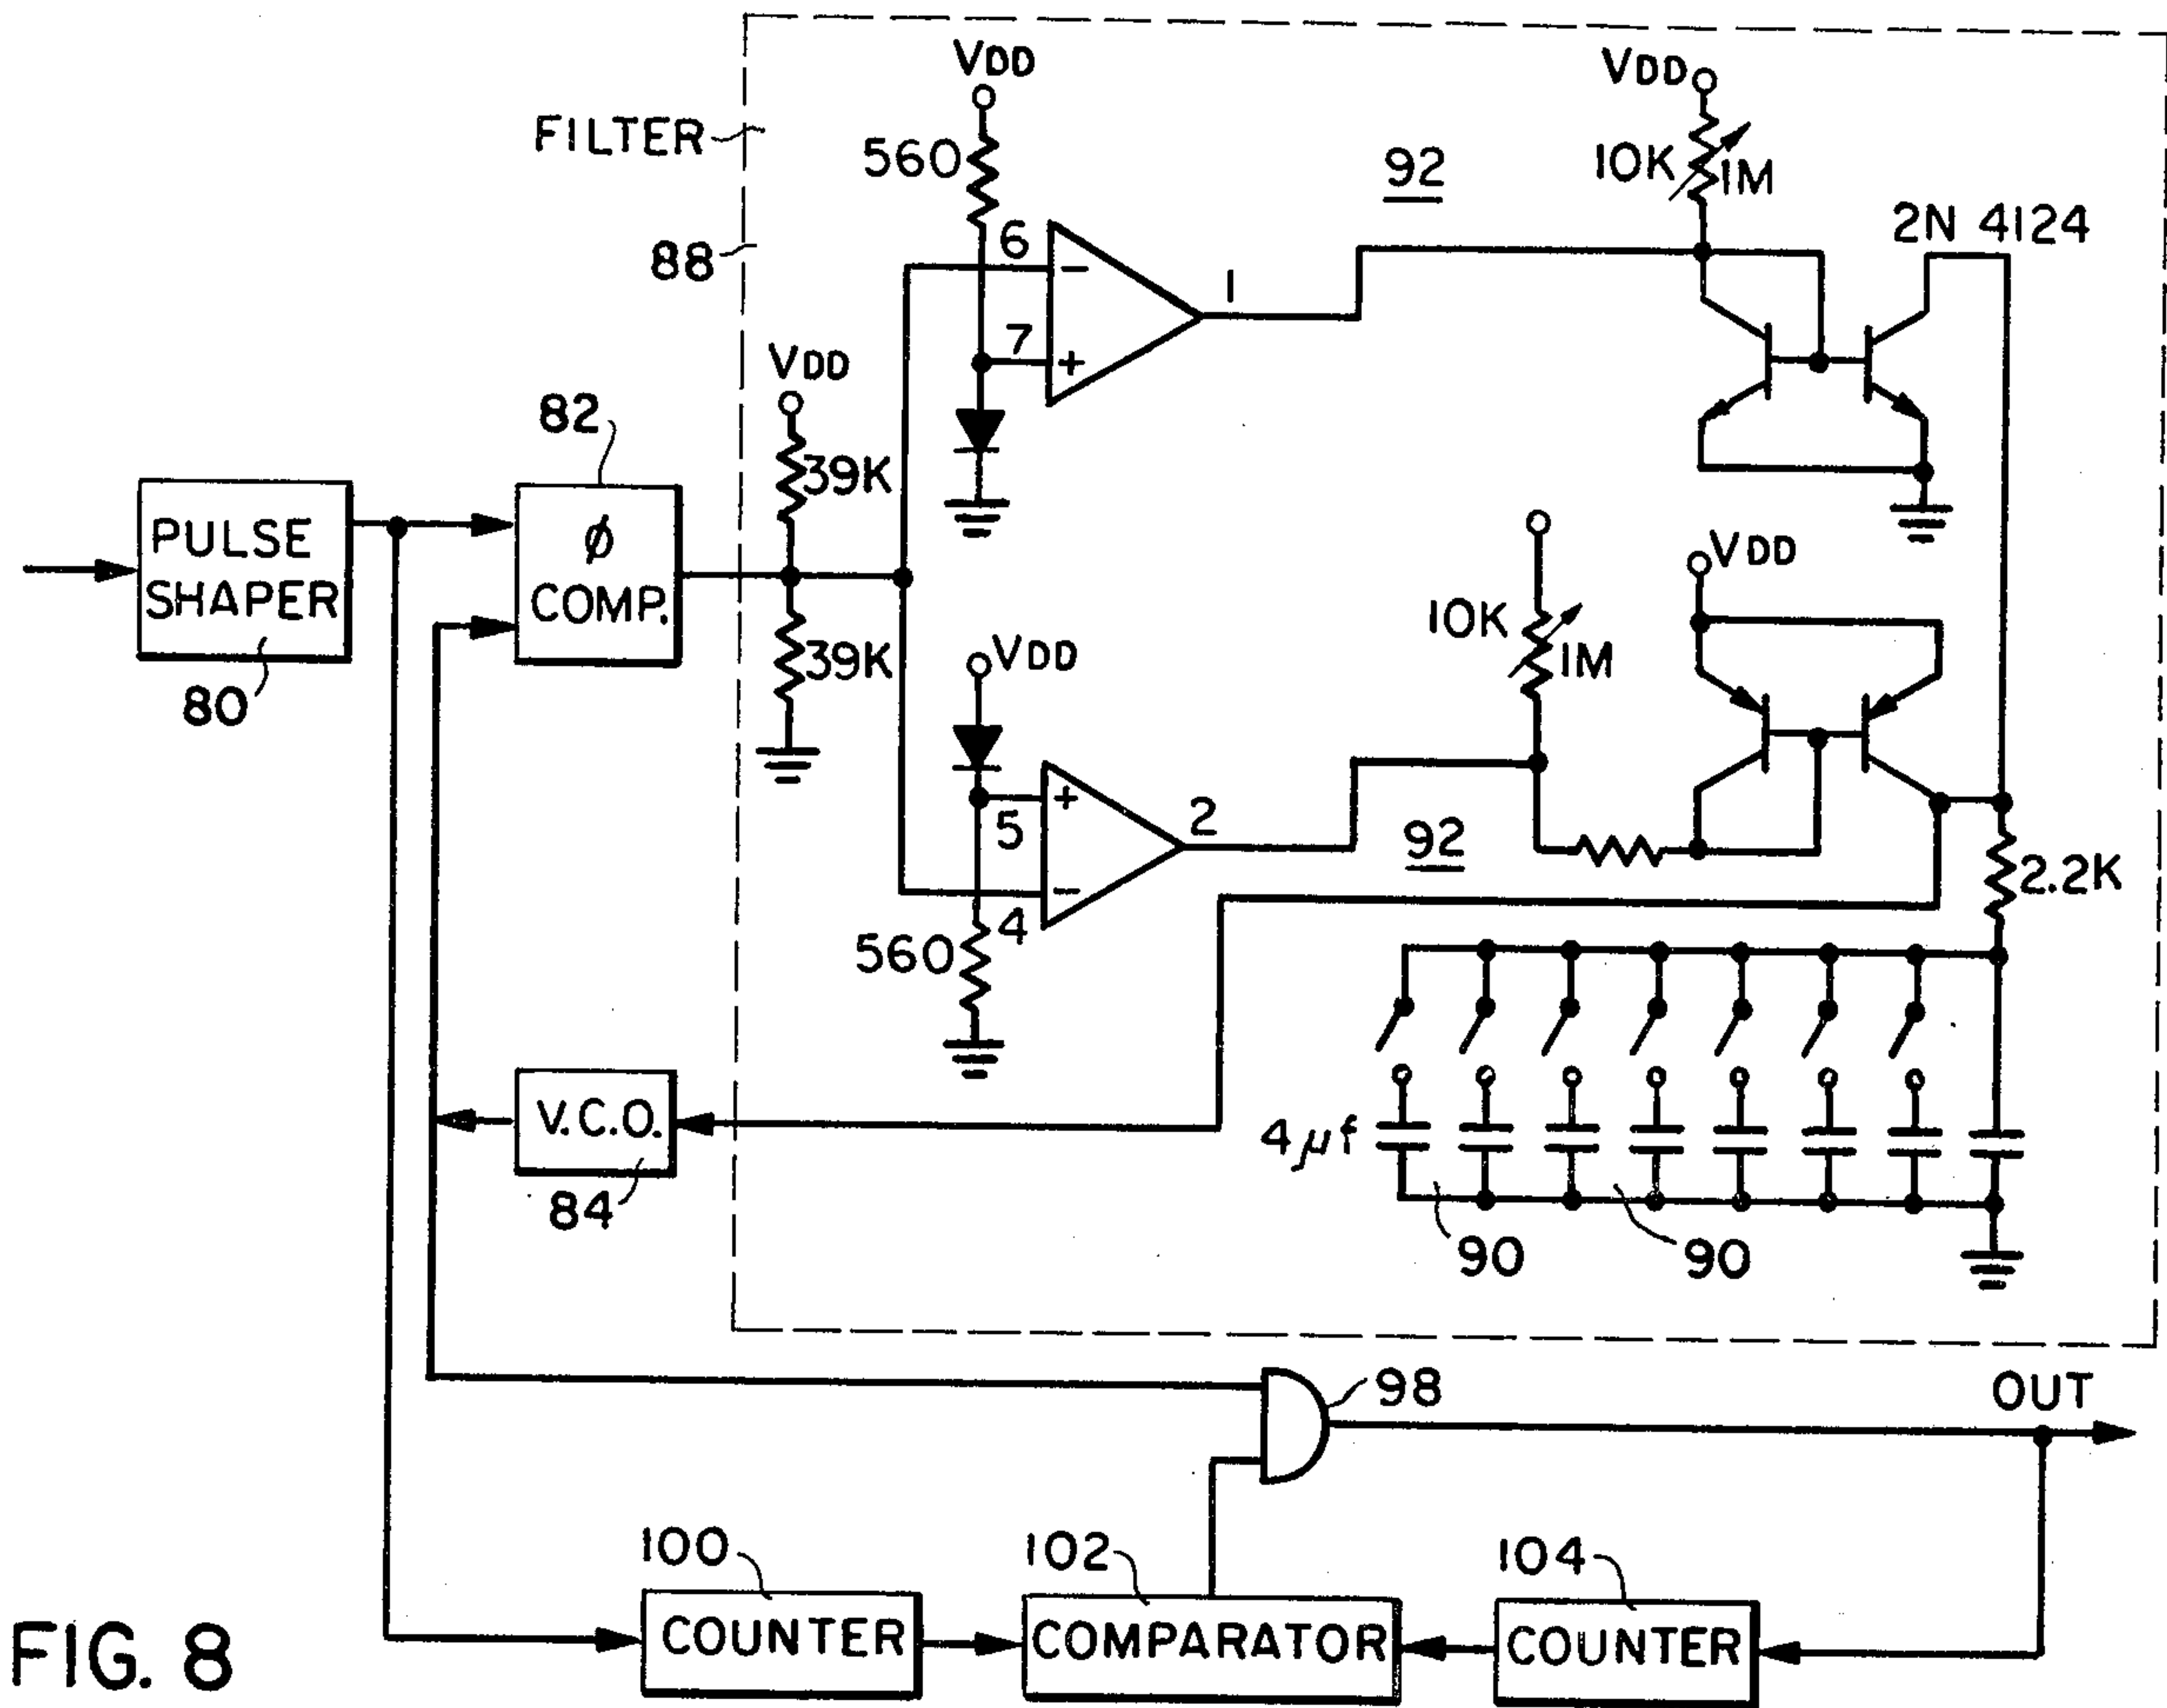 VDD
VDD
FILTER
560
10K
1M
92
2N 4124
6
88
1
7
VDD
82
39K
PULSE
SHAPER
φ
COMP.
VDD
10K
1M
39K
80
VDD
5
2
92
2.2K
4
560
V.C.O.
4μf
84
90
90
98
OUT
100
102
104
COUNTER
COMPARATOR
COUNTER
FIG. 8